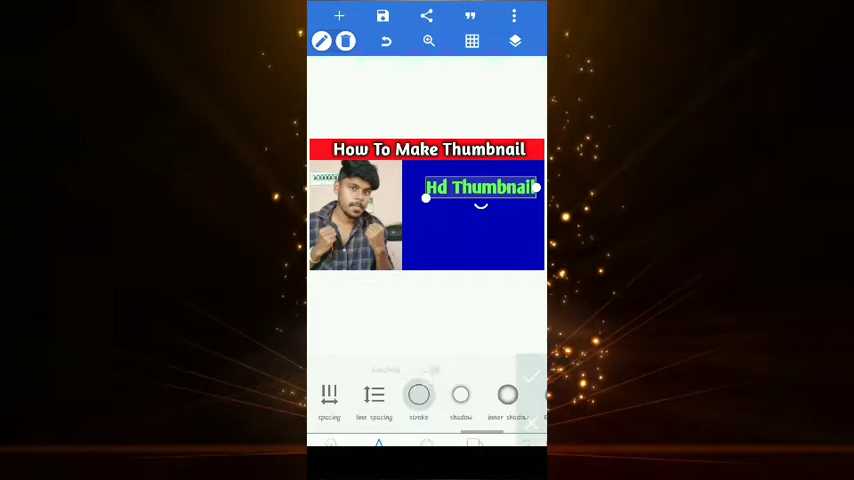 How To Make Thumbnail
Hd Thumbnail
spacing
line spacing
stroke
shadow
inner shadow